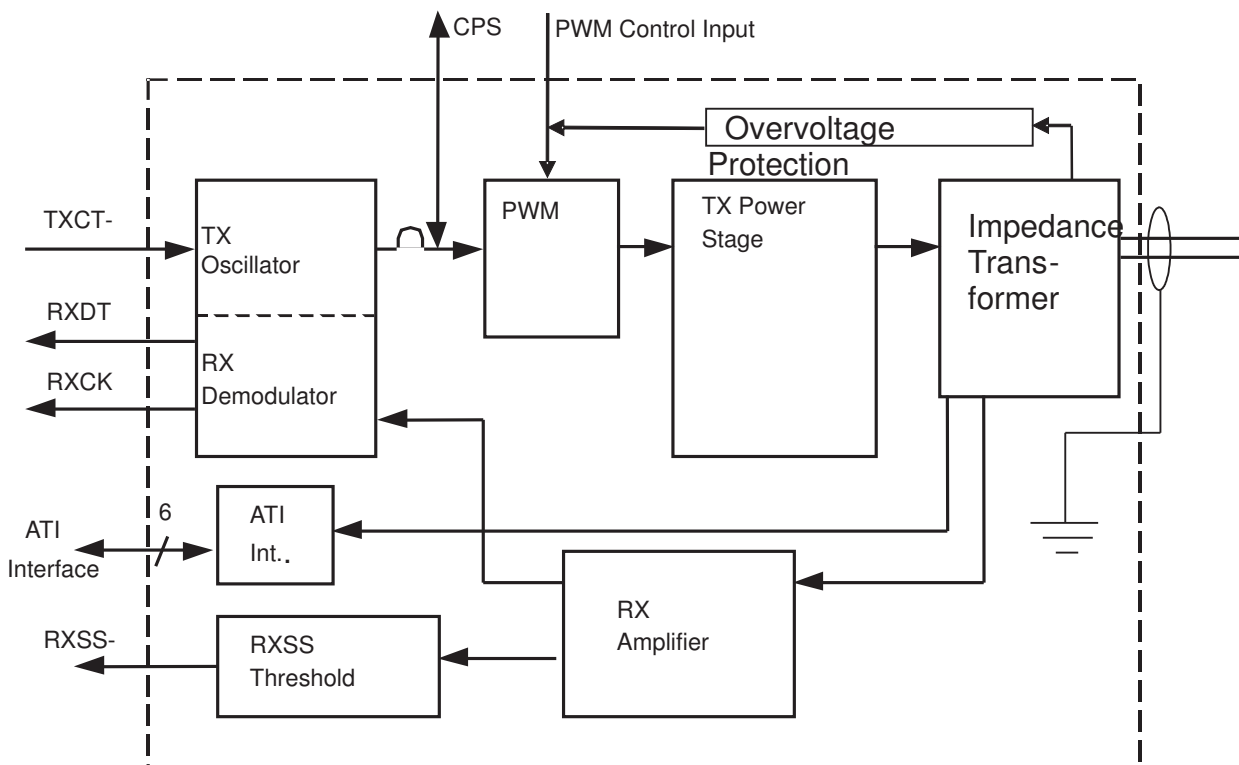 CPS
PWM Control Input
Overvoltage
Protection
TXCT-
TX
Oscillator
PWM
TX Power
Stage
Impedance
Trans-
former
RXDT
RX
Demodulator
RXCK
6
ATI
Interface
ATI
Int..
RX
Amplifier
RXSS-
RXSS
Threshold